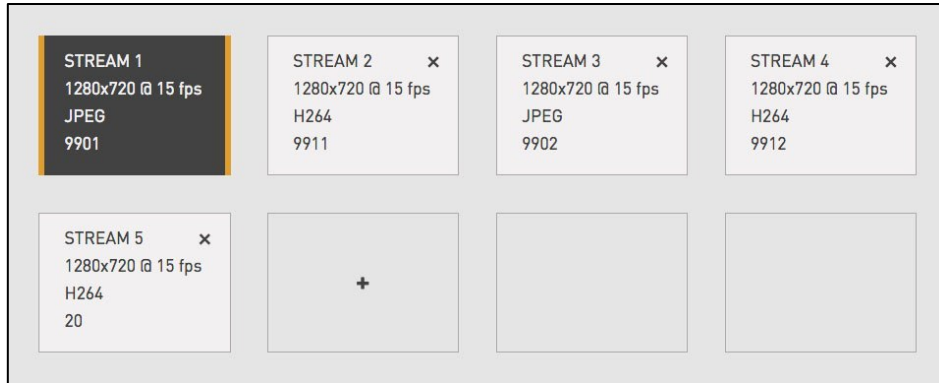 STREAM 1
1280x720 @ 15 fps
JPEG
9901
STREAM 2 ×
1280x720 @ 15 fps
H264
9911
STREAM 3 ×
1280x720 @ 15 fps
JPEG
9902
STREAM 4 ×
1280x720 @ 15 fps
H264
9912
STREAM 5 ×
1280x720 @ 15 fps
H264
20
+